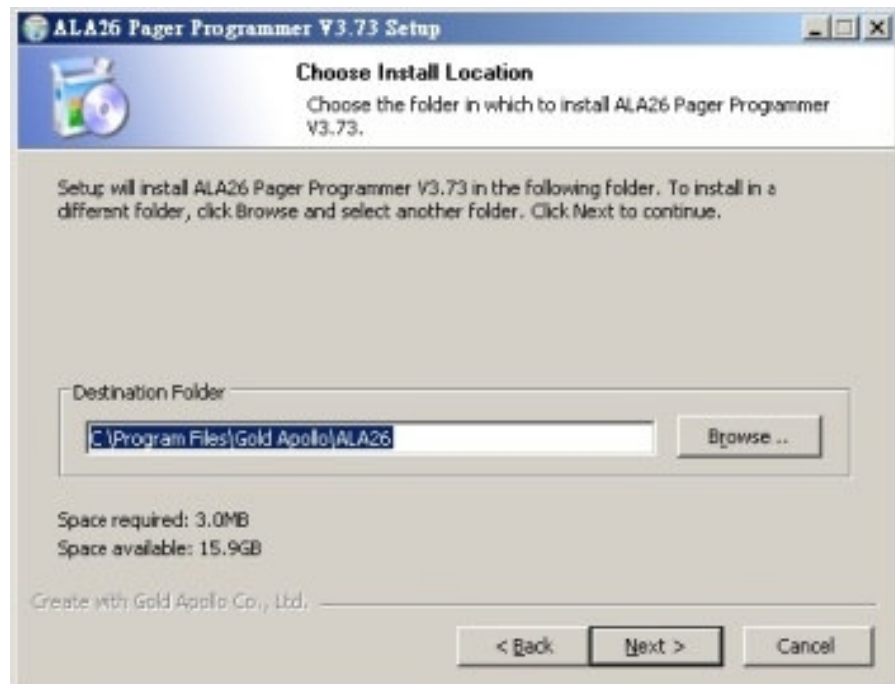 ALA26 Pager Programmer V3.73 Setup
Choose Install Location
Choose the folder in which to install ALA26 Pager Programmer
V3.73.
Setup will install ALA26 Pager Programmer V3.73 in the following folder. To install in a
different folder, click Browse and select another folder. Click Next to continue.
Destination Folder
C:\Program Files\Gold Apollo\ALA26
Browse ..
Space required: 3.0MB
Space available: 15.9GB
Create with Gold Apollo Co., Ltd.
< Back
Next >
Cancel